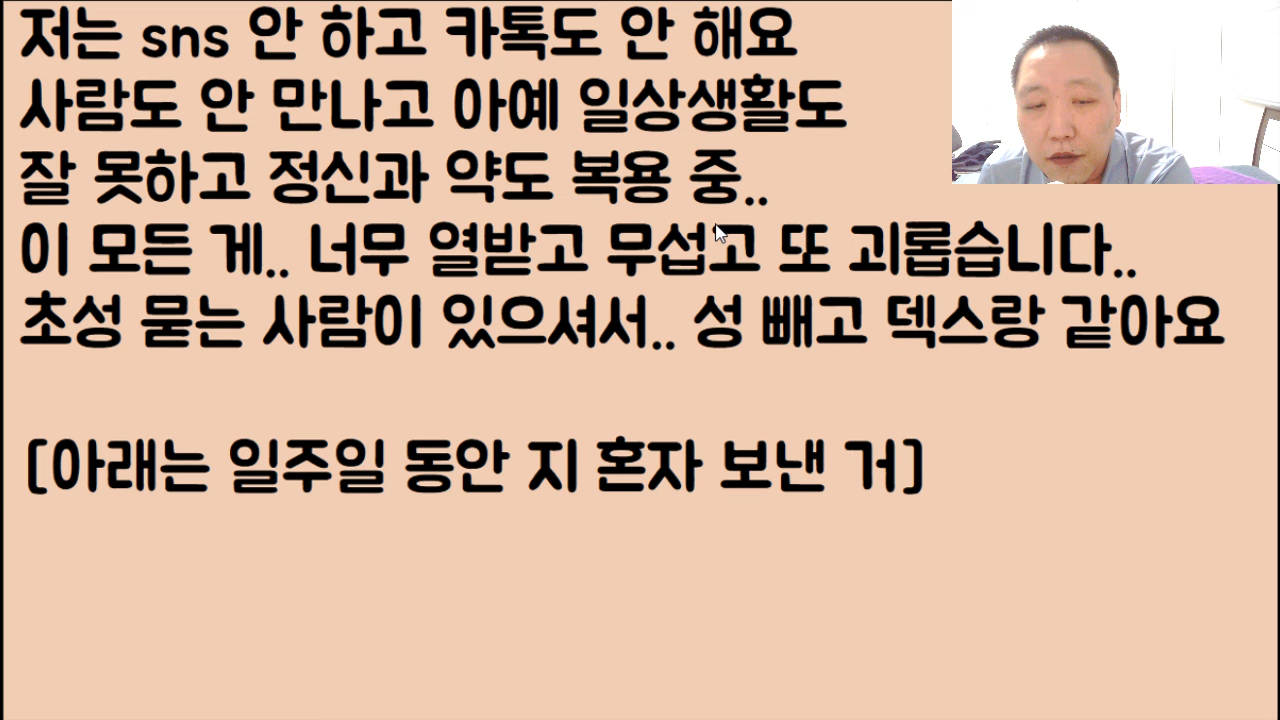 저는 sns 안 하고 카톡도 안 해요
사람도 안 만나고 아예 일상생활도
잘 못하고 정신과 약도 복용 중..
이 모든 게.. 너무 열받고 무섭고 또 괴롭습니다..
초성 묻는 사람이 있으셔서.. 성 빼고 덱스랑 같아요
[아래는 일주일 동안 지 혼자 보낸 거]